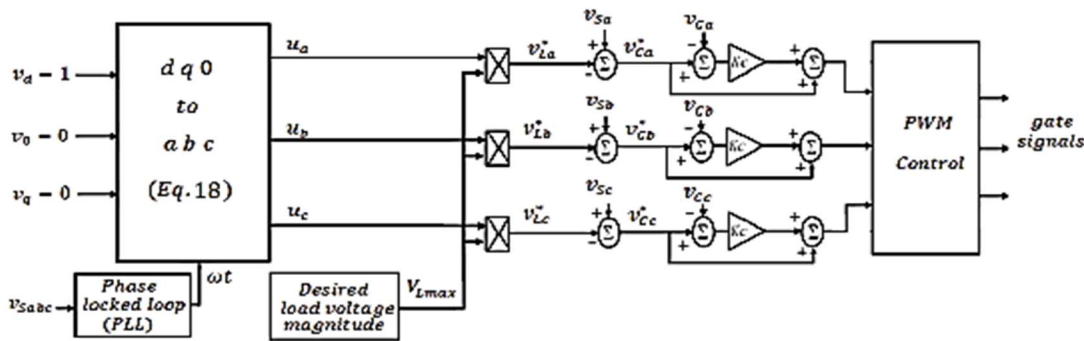 v_d - 1
v_0 - 0
v_q - 0
d q 0
to
a b c
(Eq. 18)
ωt
v_Sabc
Phase
locked loop
(PLL)
Desired
load voltage
magnitude
V_Lmax
u_a
v*_La
+
-
v_Sa
Σ
v*_Ca
-
+
v_Ca
Σ
Kc
+
+
Σ
u_b
v*_Lb
+
-
v_Sb
Σ
v*_Cb
-
+
v_Cb
Σ
Kc
+
+
Σ
u_c
v*_Lc
+
-
v_Sc
Σ
v*_Cc
-
+
v_Cc
Σ
Kc
+
+
Σ
PWM
Control
gate
signals